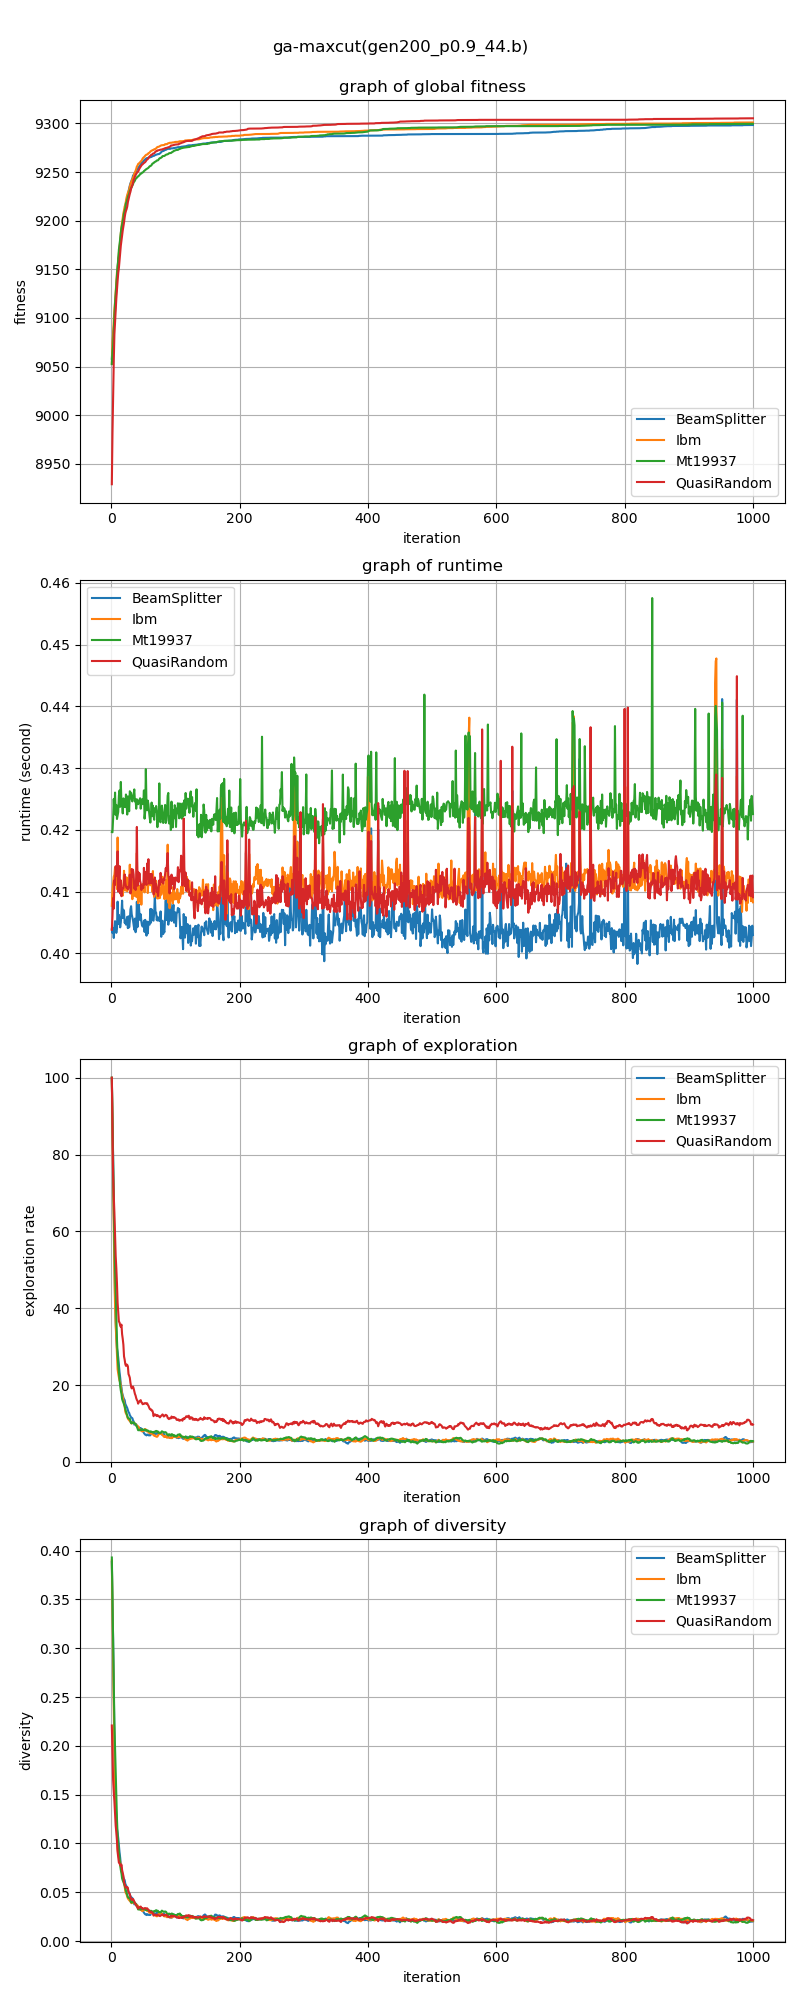 ga-maxcut(gen200_p0.9_44.b)
graph of global fitness
9300
9250
9200
9150
9100
9050
9000
8950
fitness
BeamSplitter
Ibm
Mt19937
QuasiRandom
0 200 400 600 800 1000
iteration
graph of runtime
0.46
0.45
0.44
0.43
0.42
0.41
0.40
runtime (second)
BeamSplitter
Ibm
Mt19937
QuasiRandom
0 200 400 600 800 1000
iteration
graph of exploration
100
80
60
40
20
0
exploration rate
BeamSplitter
Ibm
Mt19937
QuasiRandom
0 200 400 600 800 1000
iteration
graph of diversity
0.40
0.35
0.30
0.25
0.20
0.15
0.10
0.05
0.00
diversity
BeamSplitter
Ibm
Mt19937
QuasiRandom
0 200 400 600 800 1000
iteration